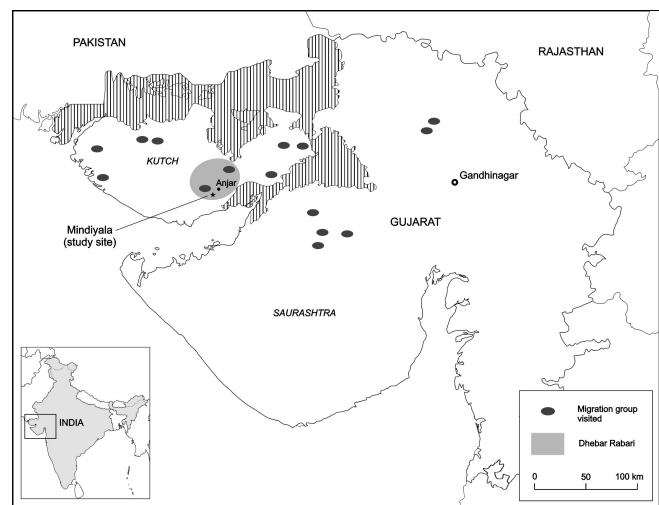 PAKISTAN
RAJASTHAN
KUTCH
Anjar
Gandhinagar
Mindiyala
(study site)
GUJARAT
SAURASHTRA
INDIA
Migration group
visited
Dhebar Rabari
0 50 100 km